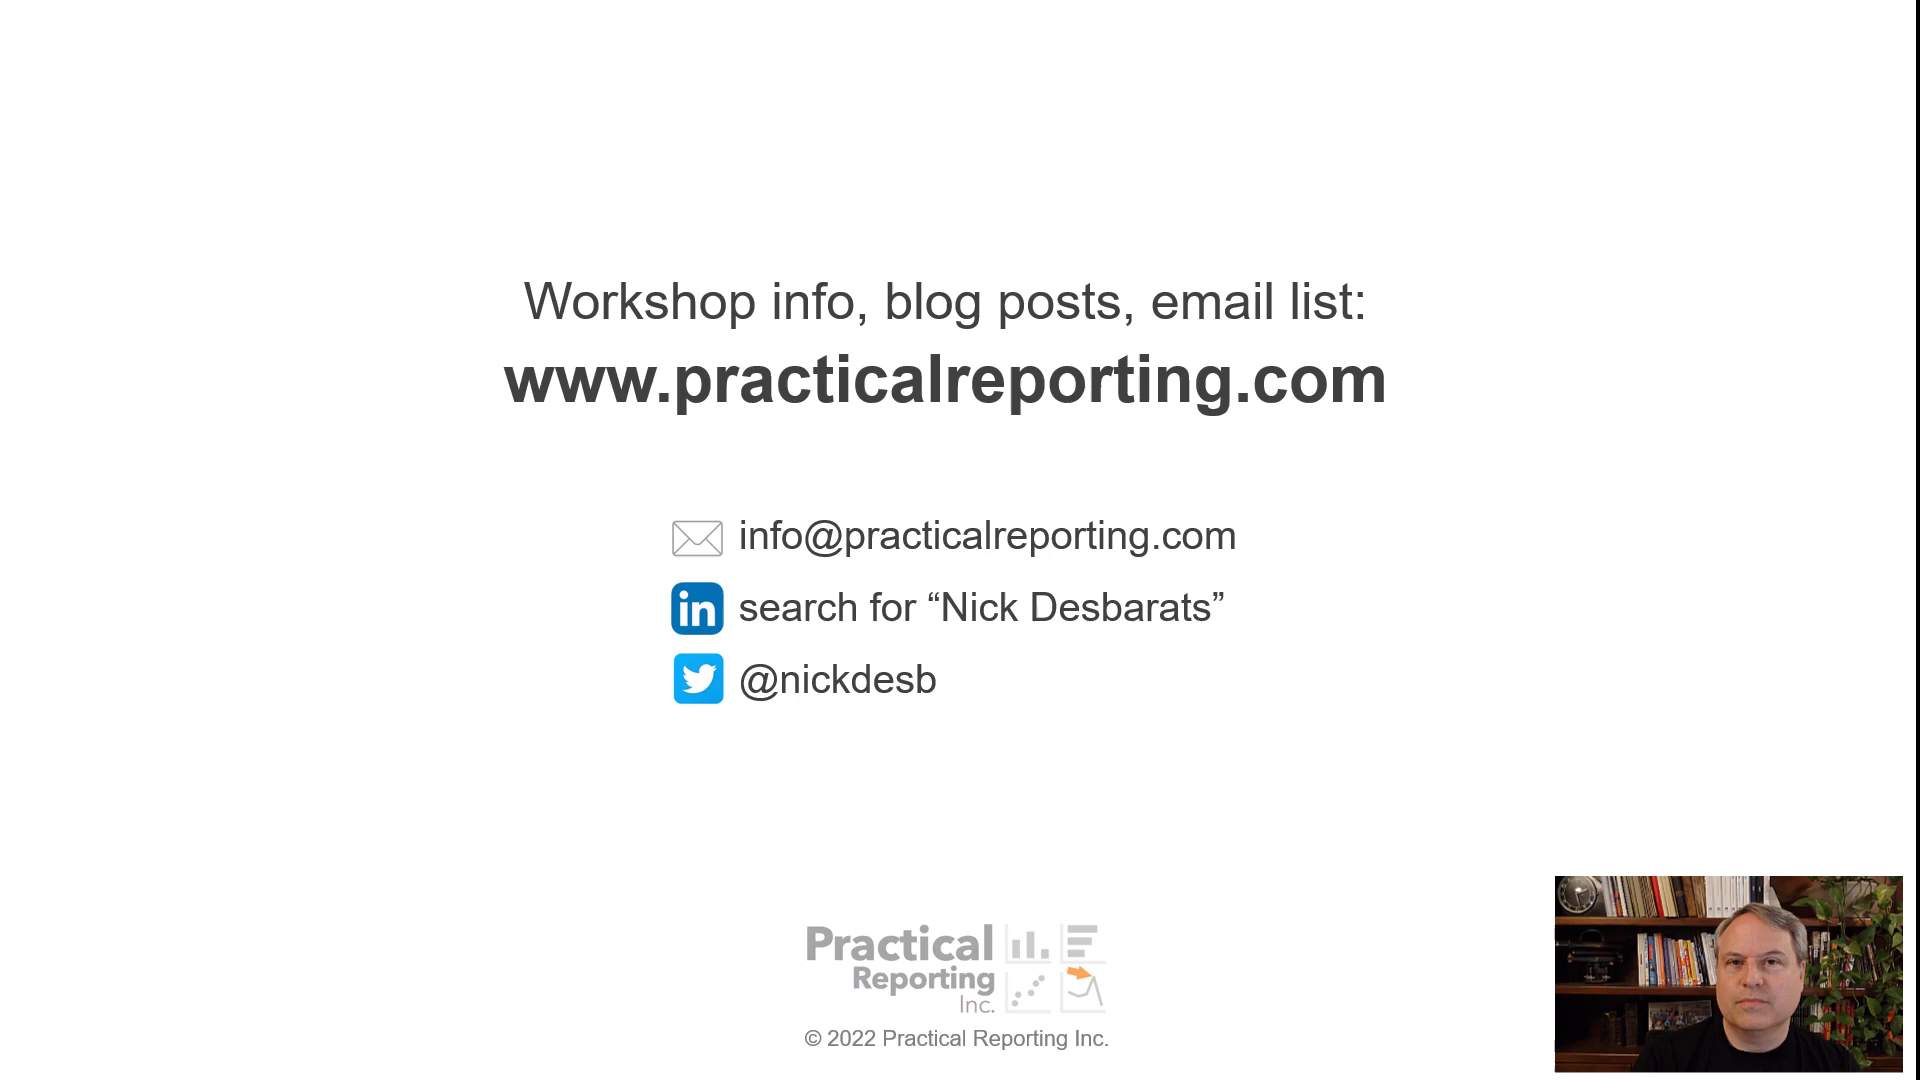 Workshop info, blog posts, email list:
www.practicalreporting.com
info@practicalreporting.com
in search for “Nick Desbarats”
@nickdesb
Practical
Reporting
Inc.
© 2022 Practical Reporting Inc.